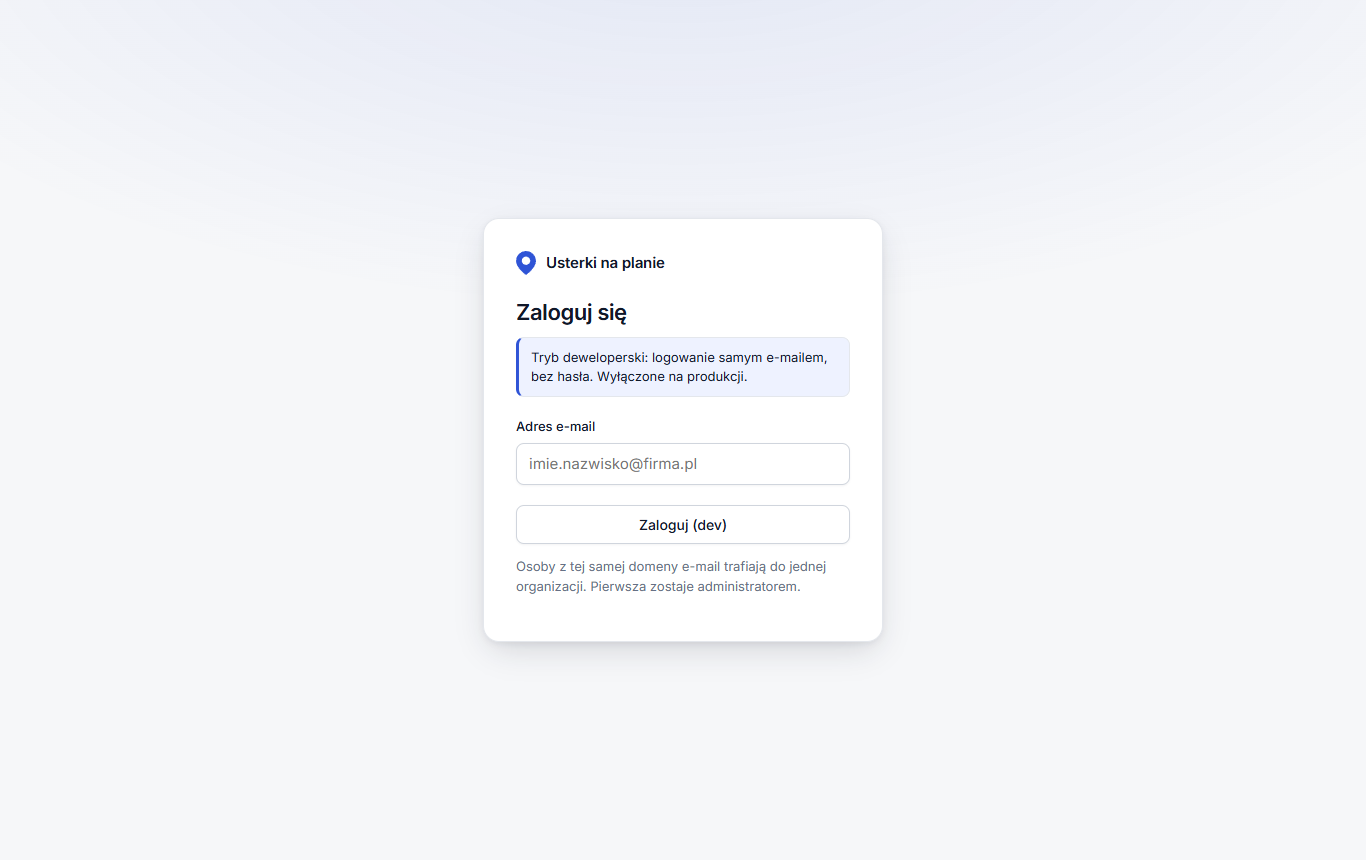 Usterki na planie
Zaloguj się
Tryb deweloperski: logowanie samym e-mailem,
bez hasła. Wyłączone na produkcji.
Adres e-mail
imie.nazwisko@firma.pl
Zaloguj (dev)
Osoby z tej samej domeny e-mail trafiają do jednej
organizacji. Pierwsza zostaje administratorem.